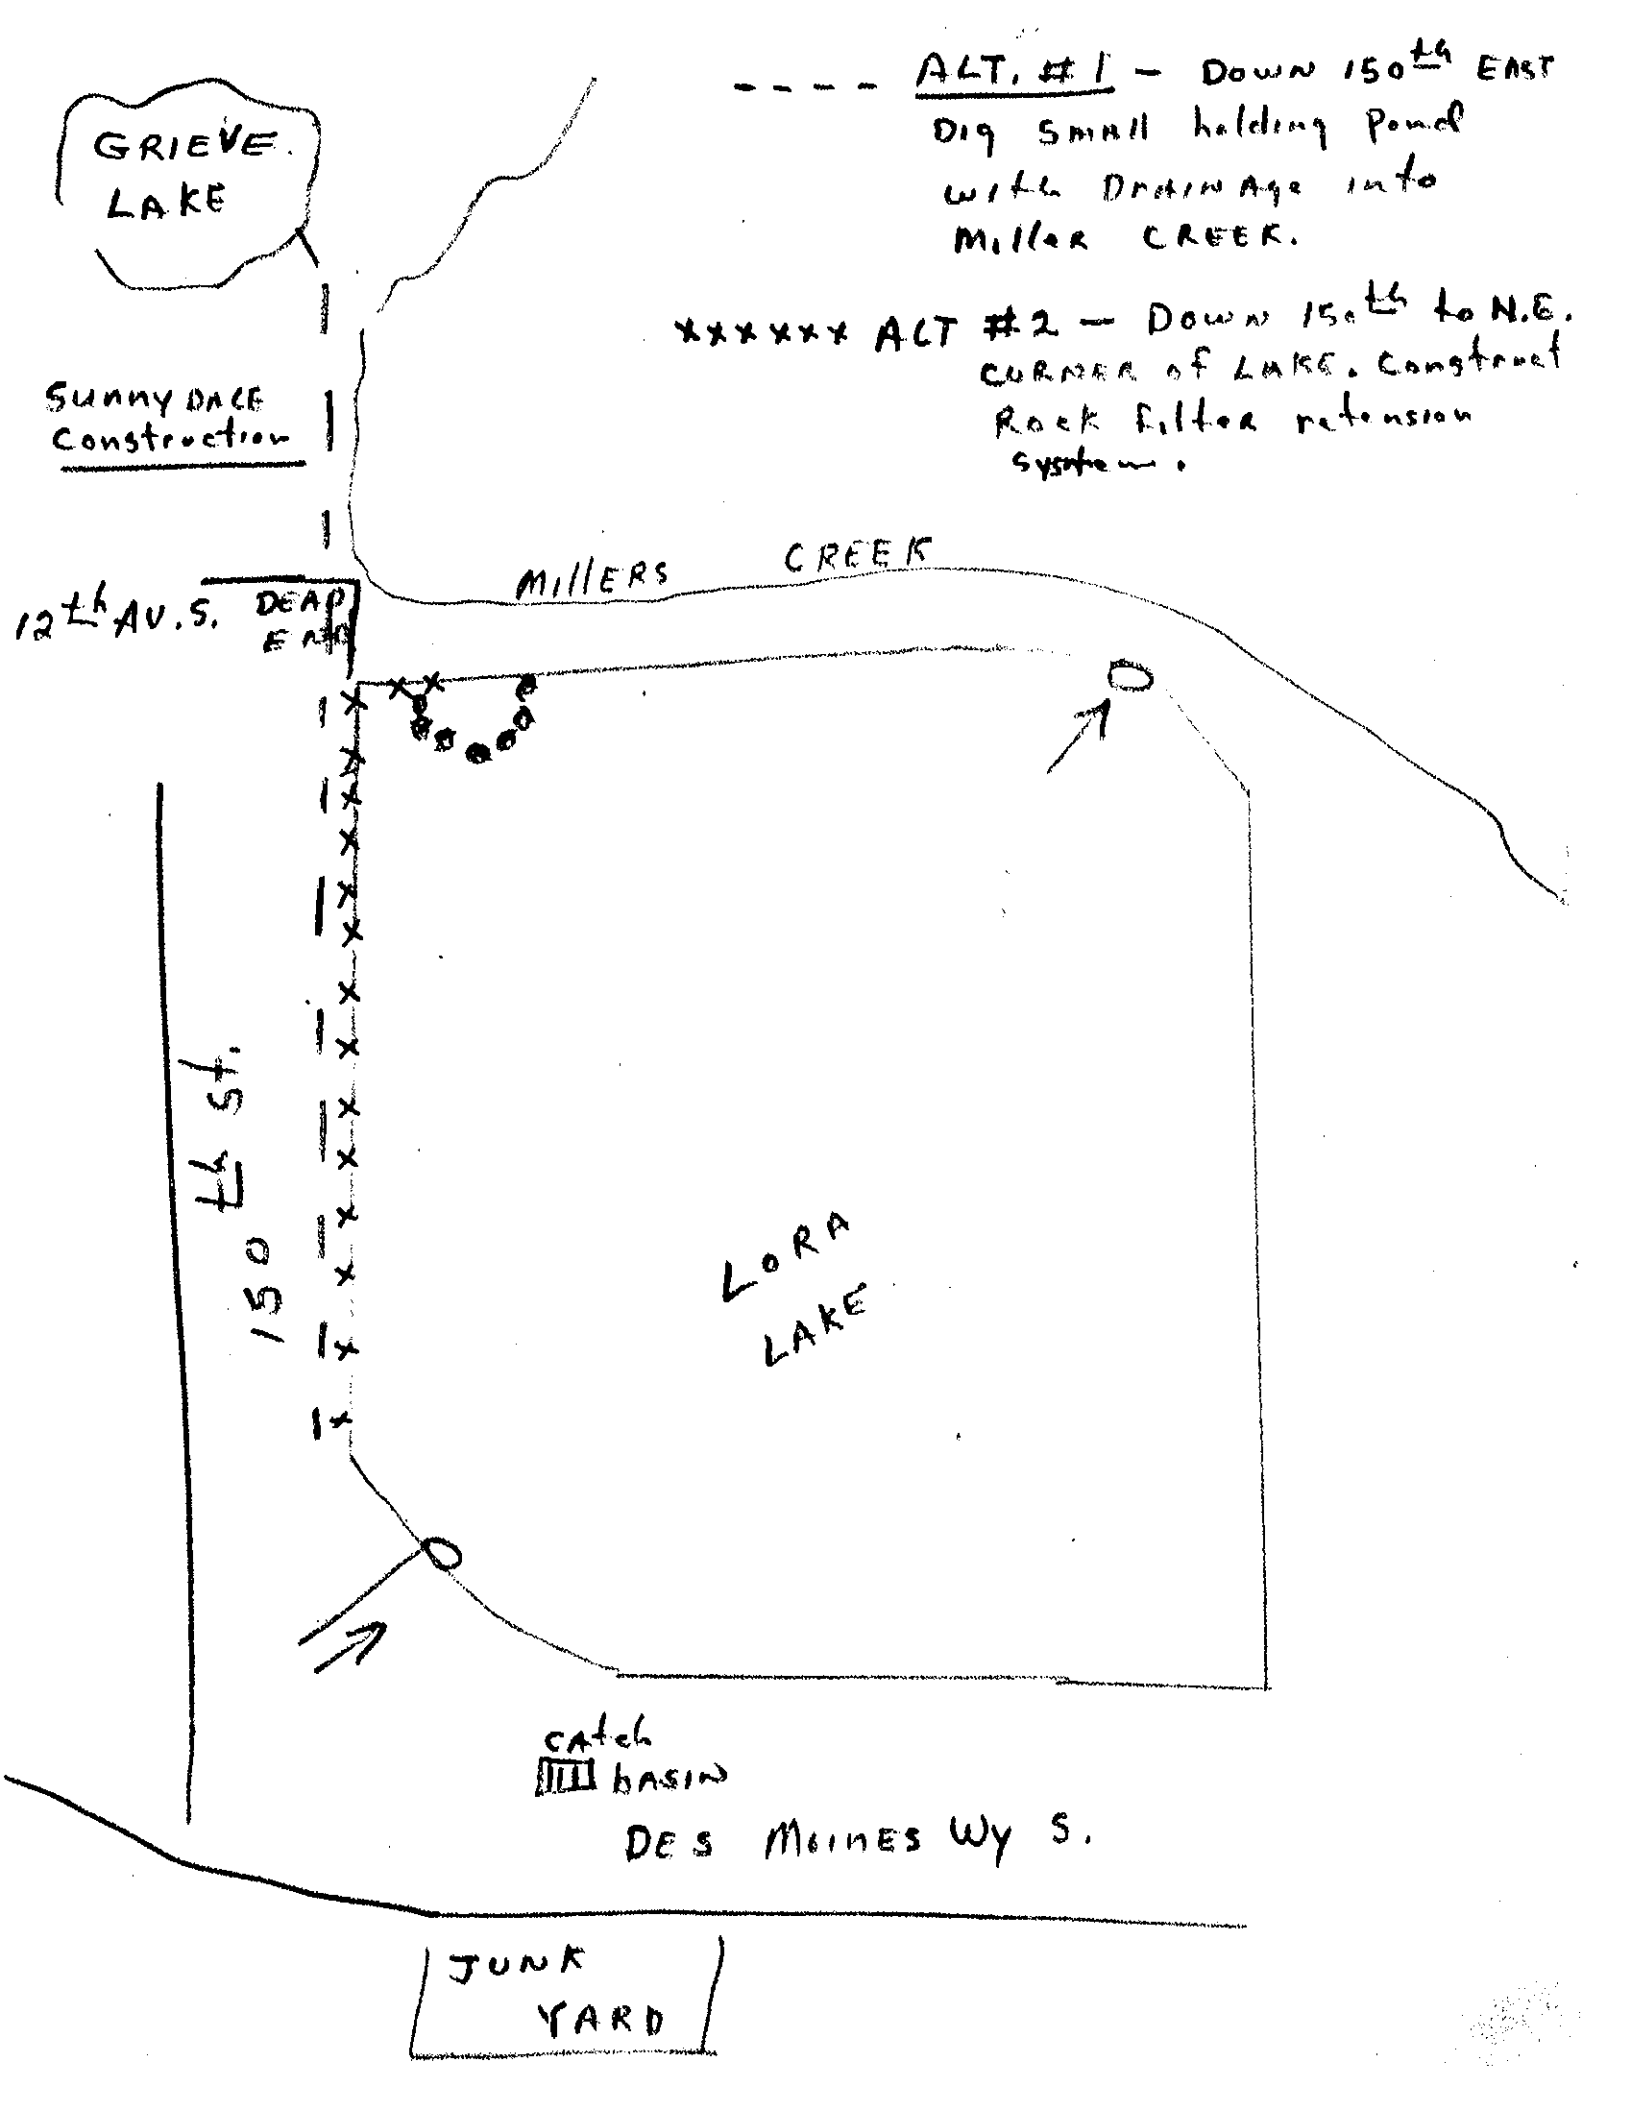 ---- ALT. #1 - DOWN 150th EAST
Dig Small holding Pond
with DRAINAge into
Miller CREEK.
xxxxxx ALT #2 - Down 150th to N.E.
CORNER of LAKE. Construct
Rock filter retension
system.
GRIEVE
LAKE
SunnyDALE
Construction
MillERS CREEK
12th AV. S.
DEAD
END
150th St.
LORA
LAKE
CAtch
bASIN
DES MoinES Wy S.
JUNK
YARD